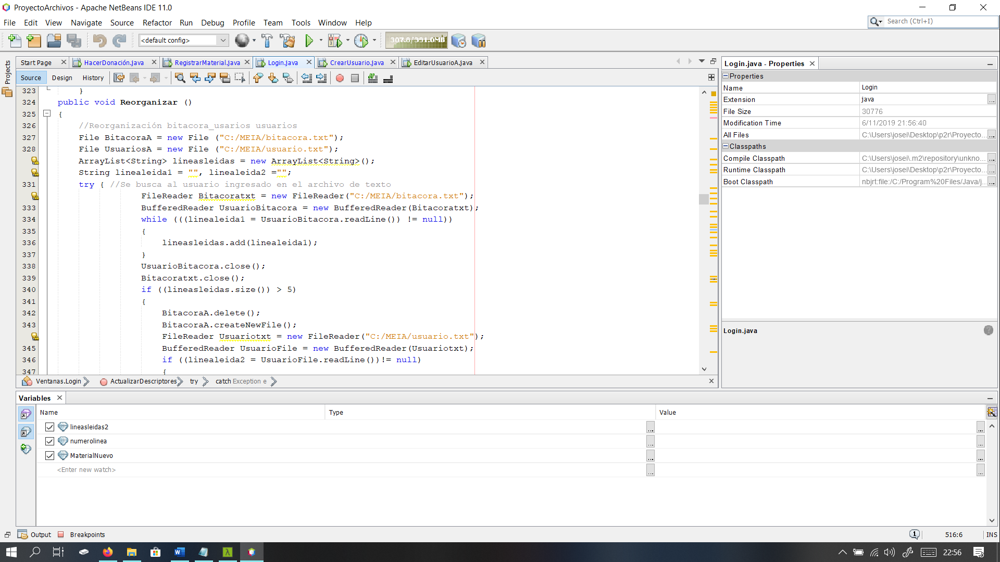 ProyectoArchivos - Apache NetBeans IDE 11.0
File Edit View Navigate Source Refactor Run Debug Profile Team Tools Window Help
Search (Ctrl+I)
<default config>
307.8/391.0MB
Projects
Start Page
HacerDonación.java
RegistrarMaterial.java
Login.java
CrearUsuario.java
EditarUsuarioA.java
Source Design History
323 }
324 public void Reorganizar ()
325 {
326 //Reorganización bitacora_usarios usuarios
327 File BitacoraA = new File ("C:/MEIA/bitacora.txt");
328 File UsuariosA = new File ("C:/MEIA/usuario.txt");
ArrayList<String> lineasleidas = new ArrayList<String>();
String linealeida1 = "", linealeida2 ="";
331 try { //Se busca al usuario ingresado en el archivo de texto
FileReader Bitacoratxt = new FileReader("C:/MEIA/bitacora.txt");
333 BufferedReader UsuarioBitacora = new BufferedReader(Bitacoratxt);
334 while (((linealeida1 = UsuarioBitacora.readLine()) != null))
335 {
336 lineasleidas.add(linealeida1);
337 }
338 UsuarioBitacora.close();
339 Bitacoratxt.close();
340 if ((lineasleidas.size()) > 5)
341 {
342 BitacoraA.delete();
343 BitacoraA.createNewFile();
FileReader Usuariotxt = new FileReader("C:/MEIA/usuario.txt");
345 BufferedReader UsuarioFile = new BufferedReader(Usuariotxt);
346 if ((linealeida2 = UsuarioFile.readLine())!= null)
347 {
Ventanas.Login ActualizarDescriptores try catch Exception e
Login.java - Properties
Properties
Name Login
Extension java
File Size 30776
Modification Time 6/11/2019 21:56:40
All Files C:\Users\josei\Desktop\p2r\Proyecto...
Classpaths
Compile Classpath C:\Users\josei\.m2\repository\unkno...
Runtime Classpath C:\Users\josei\Desktop\p2r\Proyecto...
Boot Classpath nbjrt:file:/C:/Program%20Files/Java/j...
Login.java
Variables
Name Type Value
lineasleidas2
numerolinea
MaterialNuevo
<Enter new watch>
Output Breakpoints
1
516:6
INS
22:56